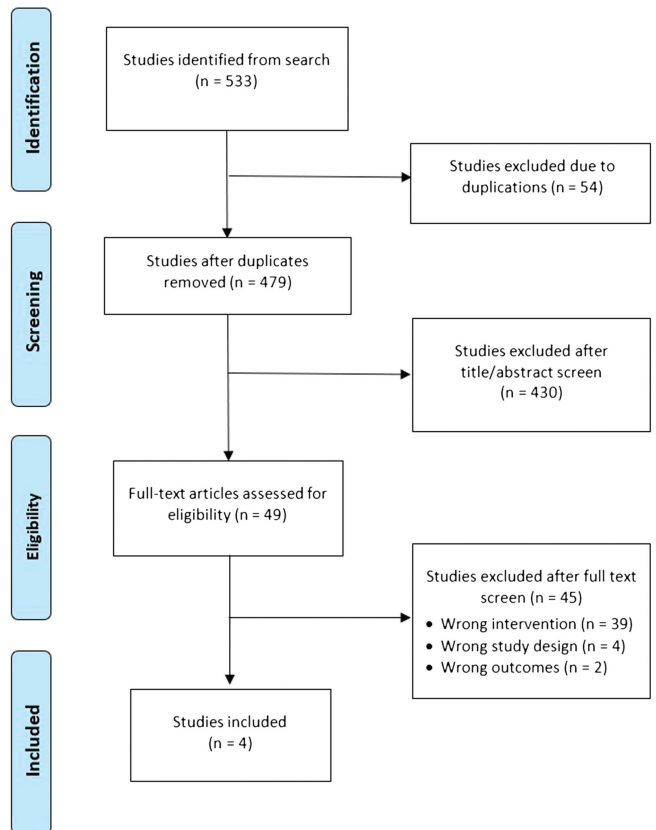 Identification
Studies identified from search
(n = 533)
Studies excluded due to
duplications (n = 54)
Screening
Studies after duplicates
removed (n = 479)
Studies excluded after
title/abstract screen
(n = 430)
Eligibility
Full-text articles assessed for
eligibility (n = 49)
Studies excluded after full text
screen (n = 45)
• Wrong intervention (n = 39)
• Wrong study design (n = 4)
• Wrong outcomes (n = 2)
Included
Studies included
(n = 4)